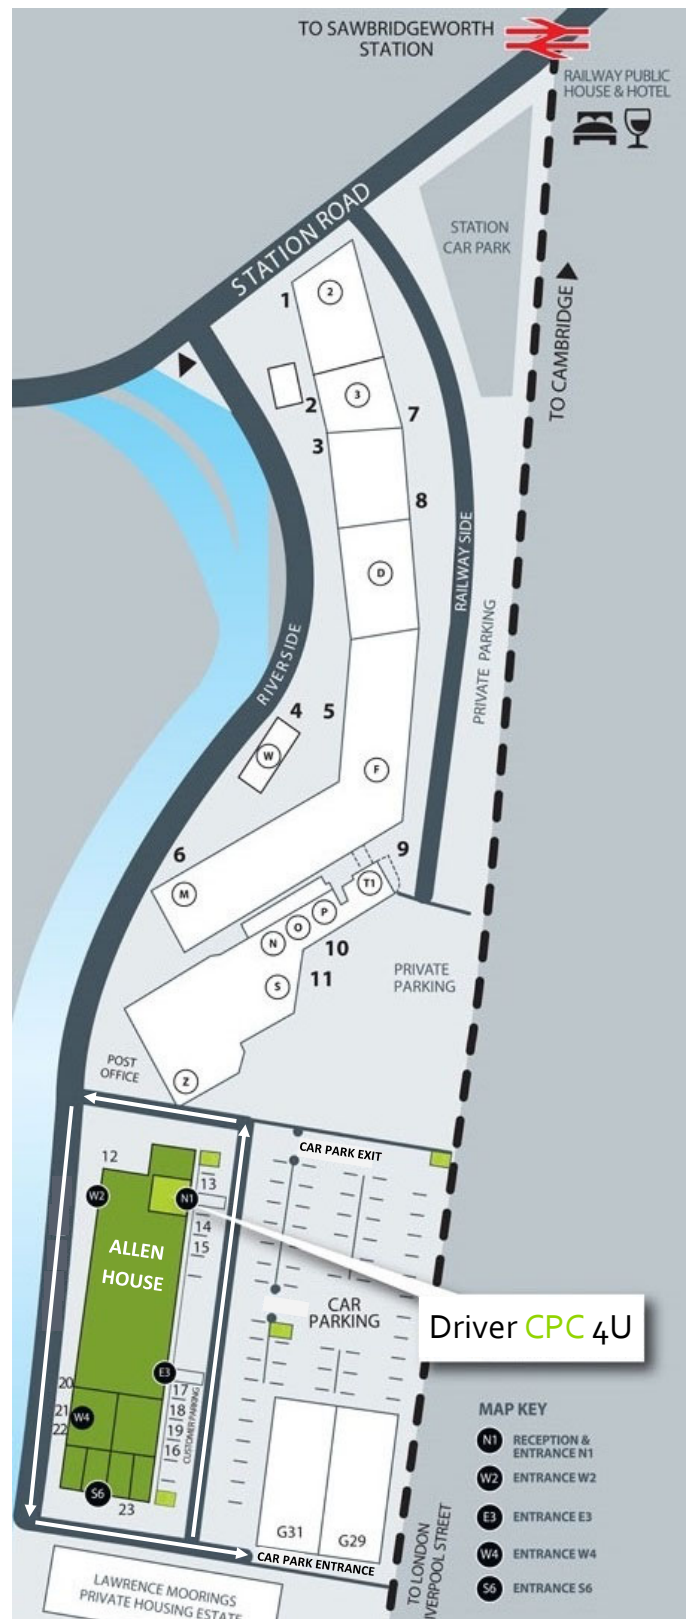 TO SAWBRIDGEWORTH
STATION
RAILWAY PUBLIC
HOUSE & HOTEL
STATION ROAD
STATION
CAR PARK
TO CAMBRIDGE
1
2
2
3
7
3
8
D
RAILWAY SIDE
PRIVATE PARKING
RIVERSIDE
4
5
W
F
6
9
M
T1
P
O
N
10
S
11
PRIVATE
PARKING
POST
OFFICE
Z
CAR PARK EXIT
12
13
W2
N1
14
15
ALLEN
HOUSE
CAR
PARKING
Driver CPC 4U
E3
20
17
21
W4
18
22
19
16
CUSTOMER PARKING
S6
23
G31
G29
MAP KEY
N1 RECEPTION &
ENTRANCE N1
W2 ENTRANCE W2
E3 ENTRANCE E3
W4 ENTRANCE W4
S6 ENTRANCE S6
CAR PARK ENTRANCE
TO LONDON
LIVERPOOL STREET
LAWRENCE MOORINGS
PRIVATE HOUSING ESTATE